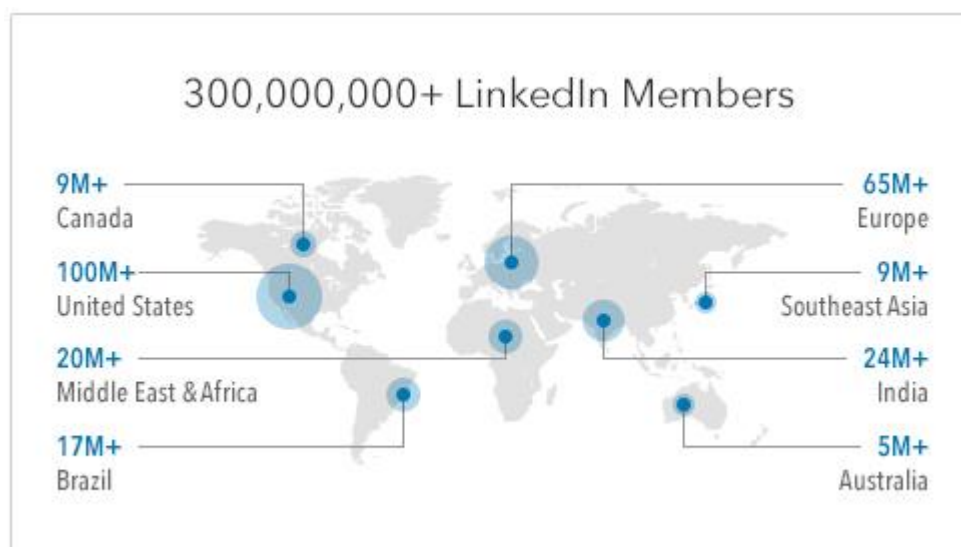 300,000,000+ LinkedIn Members
9M+
Canada
100M+
United States
20M+
Middle East & Africa
17M+
Brazil
65M+
Europe
9M+
Southeast Asia
24M+
India
5M+
Australia